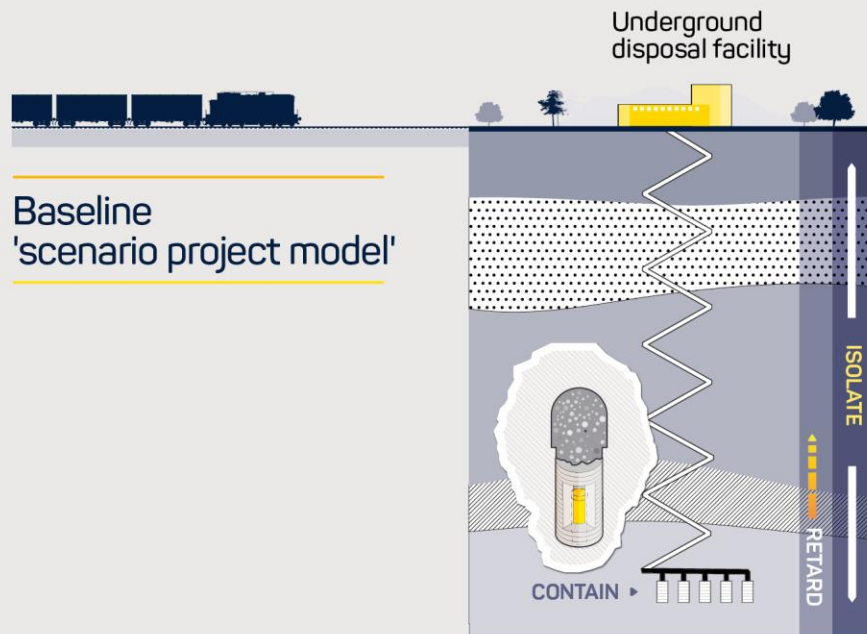 Underground
disposal facility
Baseline
'scenario project model'
ISOLATE
RETARD
CONTAIN